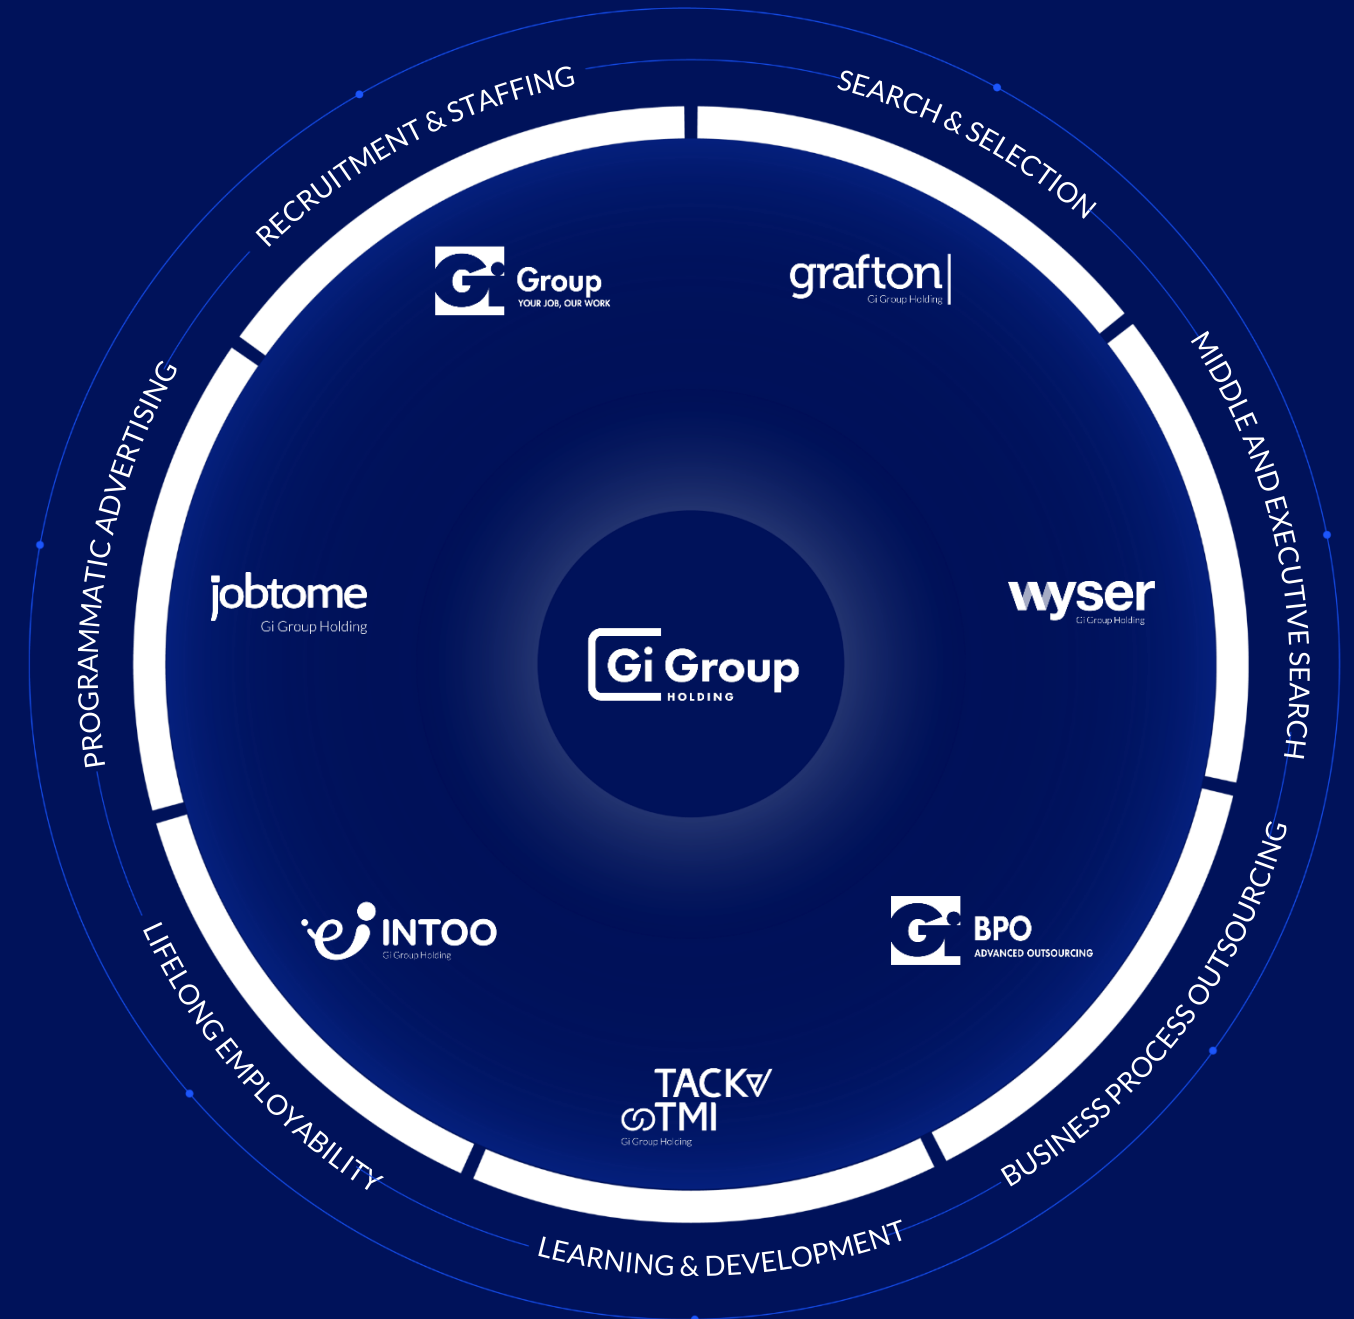 RECRUITMENT & STAFFING
SEARCH & SELECTION
MIDDLE AND EXECUTIVE SEARCH
BUSINESS PROCESS OUTSOURCING
LEARNING & DEVELOPMENT
LIFELONG EMPLOYABILITY
PROGRAMMATIC ADVERTISING
Gi Group
YOUR JOB, OUR WORK
grafton
Gi Group Holding
jobtome
Gi Group Holding
wyser
Gi Group Holding
Gi Group
HOLDING
INTOO
Gi Group Holding
Gi BPO
ADVANCED OUTSOURCING
TACK
TMI
Gi Group Holding